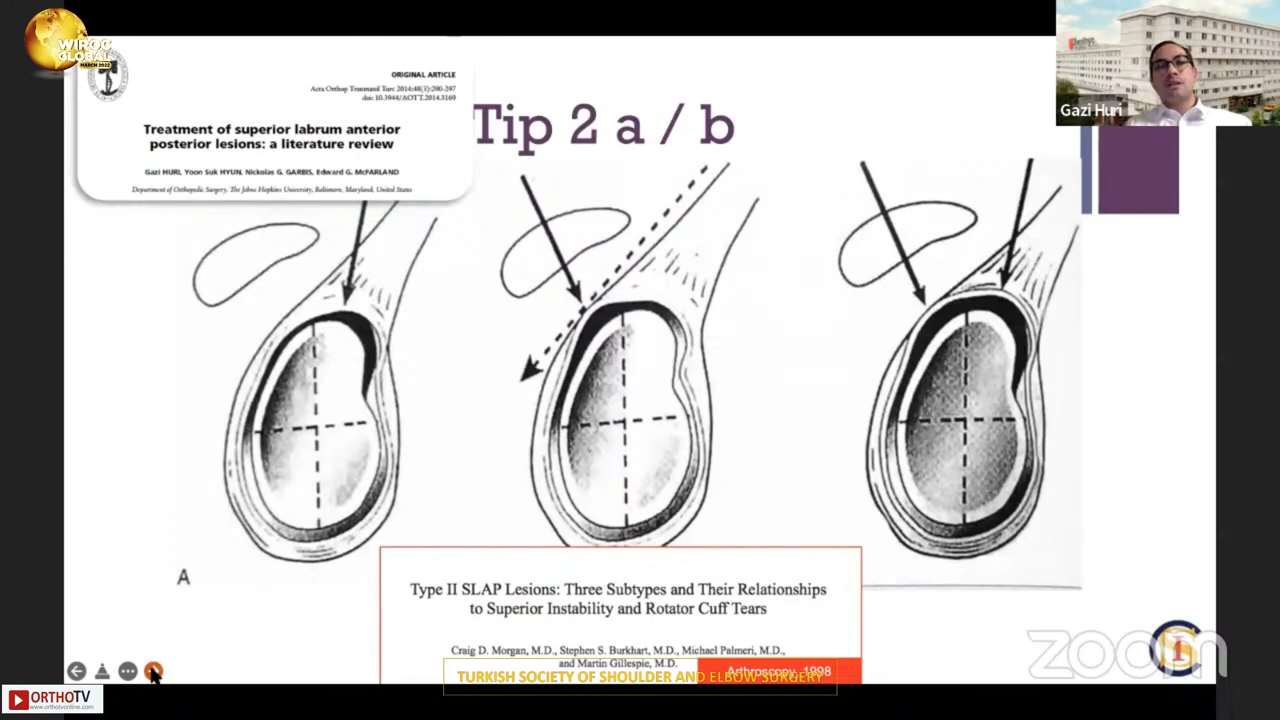 WIROC
GLOBAL
MARCH 2022
ORIGINAL ARTICLE
Acta Orthop Traumatol Turc 2014;48(3):290-297
doi: 10.3944/AOTT.2014.3169
Treatment of superior labrum anterior
posterior lesions: a literature review
Gazi HURI, Yoon Suk HYUN, Nickolas G. GARBIS, Edward G. McFARLAND
Department of Orthopedic Surgery, The Johns Hopkins University, Baltimore, Maryland, United States
Tip 2 a / b
Gazi Huri
A
Type II SLAP Lesions: Three Subtypes and Their Relationships
to Superior Instability and Rotator Cuff Tears
Craig D. Morgan, M.D., Stephen S. Burkhart, M.D., Michael Palmeri, M.D.,
and Martin Gillespie, M.D.
Arthroscopy, 1998
TURKISH SOCIETY OF SHOULDER AND ELBOW SURGERY
zoom
ORTHOTV
www.orthotvonline.com